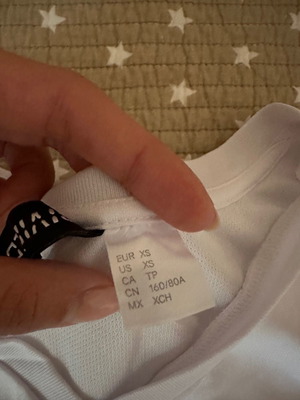 EUR XS
US XS
CA TP
CN 160/80A
MX XCH